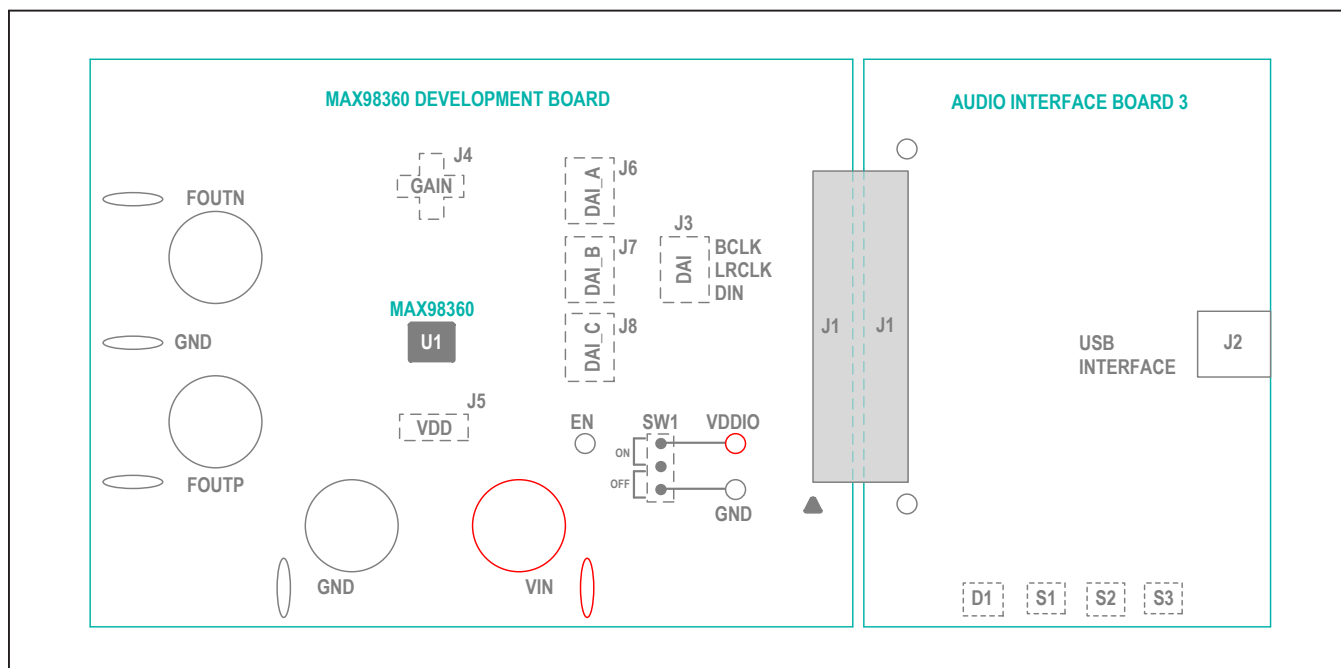 MAX98360 DEVELOPMENT BOARD
AUDIO INTERFACE BOARD 3
J4
GAIN
J6
DAI_A
FOUTN
J3
J7
DAI_B
DAI
BCLK
LRCLK
DIN
MAX98360
U1
J8
DAI_C
GND
J1
J1
USB
INTERFACE
J2
J5
VDD
EN
SW1
VDDIO
ON
OFF
GND
FOUTP
GND
VIN
D1
S1
S2
S3